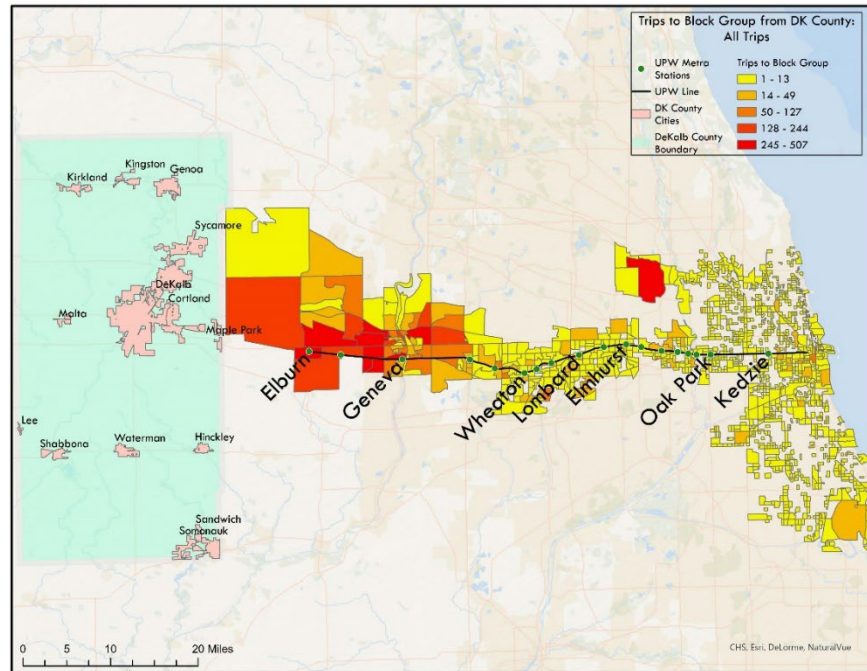 Trips to Block Group from DK County:
All Trips
UPW Metra
Stations
UPW Line
DK County
Cities
DeKalb County
Boundary
Trips to Block Group
1 - 13
14 - 49
50 - 127
128 - 244
245 - 507
Kirkland
Kingston
Genoa
Sycamore
DeKalb
Cortland
Malta
Maple Park
Elburn
Geneva
Wheaton
Lombard
Elmhurst
Oak Park
Kedzie
Lee
Shabbona
Waterman
Hinckley
Sandwich
Somonauk
0 5 10 20 Miles
CHS, Esri, DeLorme, NaturalVue